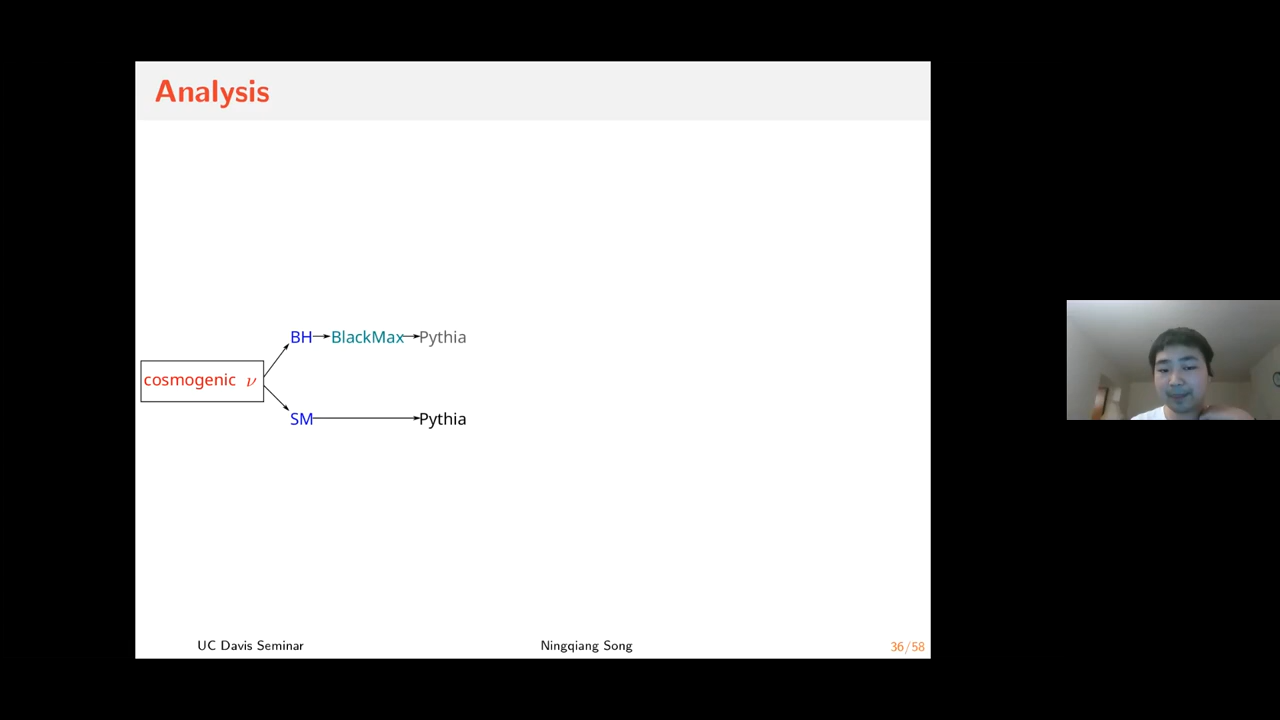 Analysis
BH BlackMax Pythia
cosmogenic ν
SM Pythia
UC Davis Seminar Ningqiang Song 36/58